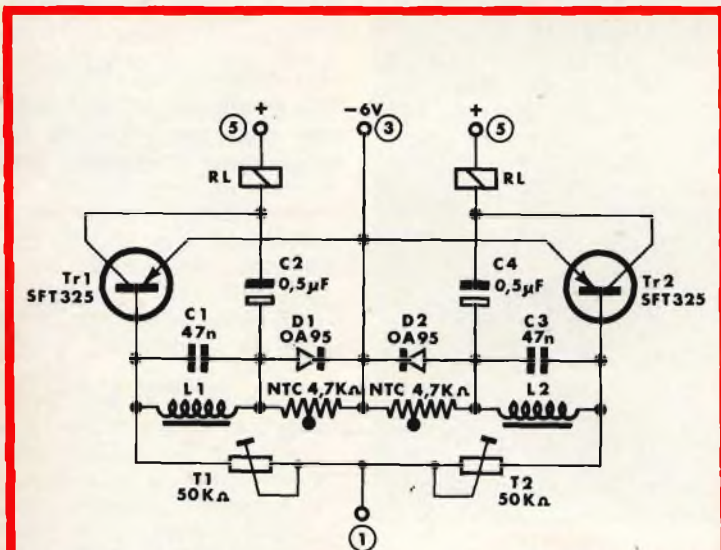 + −6V +
5 3 5
RL RL
Tr1
SFT325
C2
0,5µF
C4
0,5µF
Tr2
SFT325
C1
47n
D1
OA95
D2
OA95
C3
47n
L1 NTC 4,7KΩ NTC 4,7KΩ L2
T1
50KΩ
T2
50KΩ
1